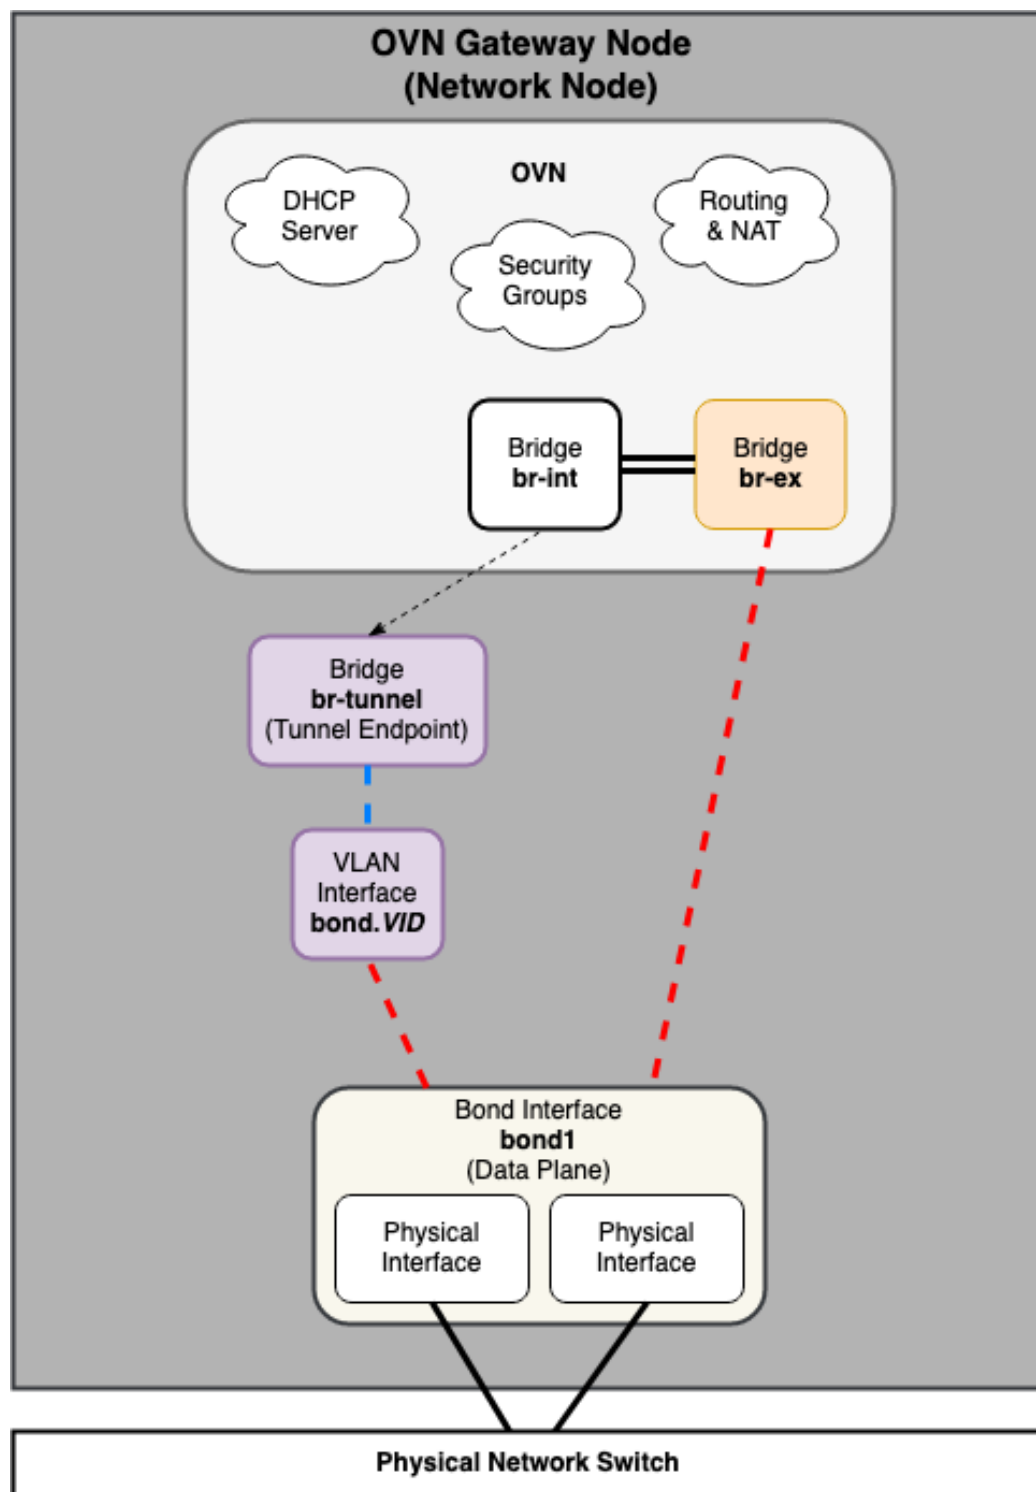 OVN Gateway Node
(Network Node)
OVN
DHCP
Server
Routing
& NAT
Security
Groups
Bridge
br-int
Bridge
br-ex
Bridge
br-tunnel
(Tunnel Endpoint)
VLAN
Interface
bond.VID
Bond Interface
bond1
(Data Plane)
Physical
Interface
Physical
Interface
Physical Network Switch